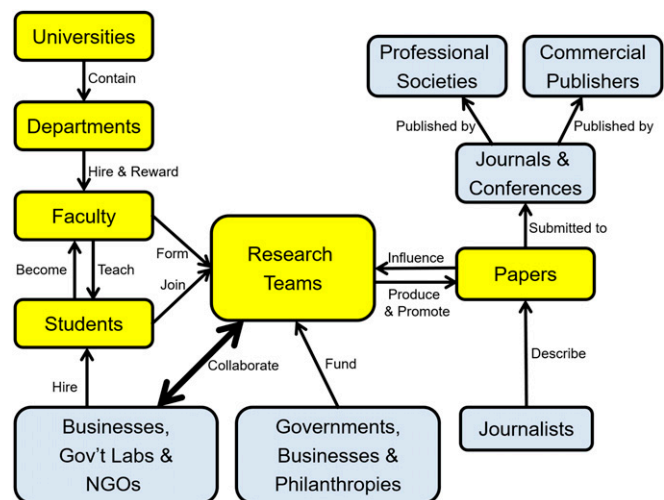 Universities
Contain
Departments
Hire & Reward
Faculty
Become
Teach
Students
Hire
Businesses,
Gov't Labs &
NGOs
Form
Join
Research
Teams
Collaborate
Fund
Governments,
Businesses &
Philanthropies
Influence
Produce
& Promote
Professional
Societies
Commercial
Publishers
Published by
Published by
Journals &
Conferences
Submitted to
Papers
Describe
Journalists